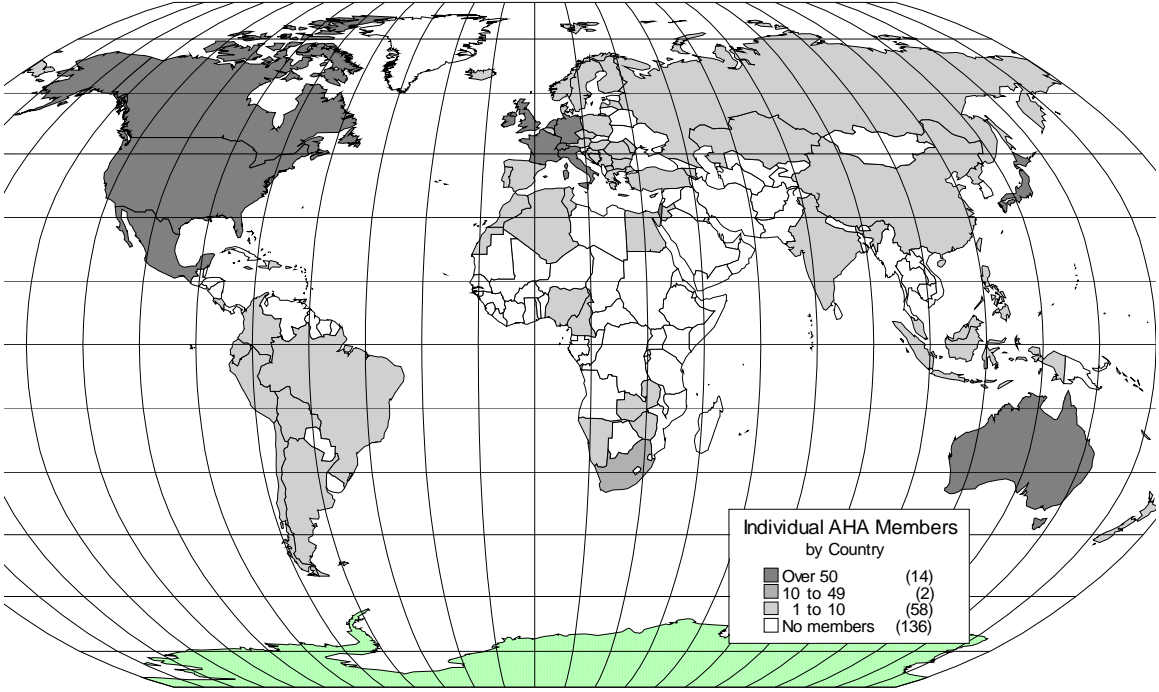 Individual AHA Members
by Country
Over 50 (14)
10 to 49 (2)
1 to 10 (58)
No members (136)